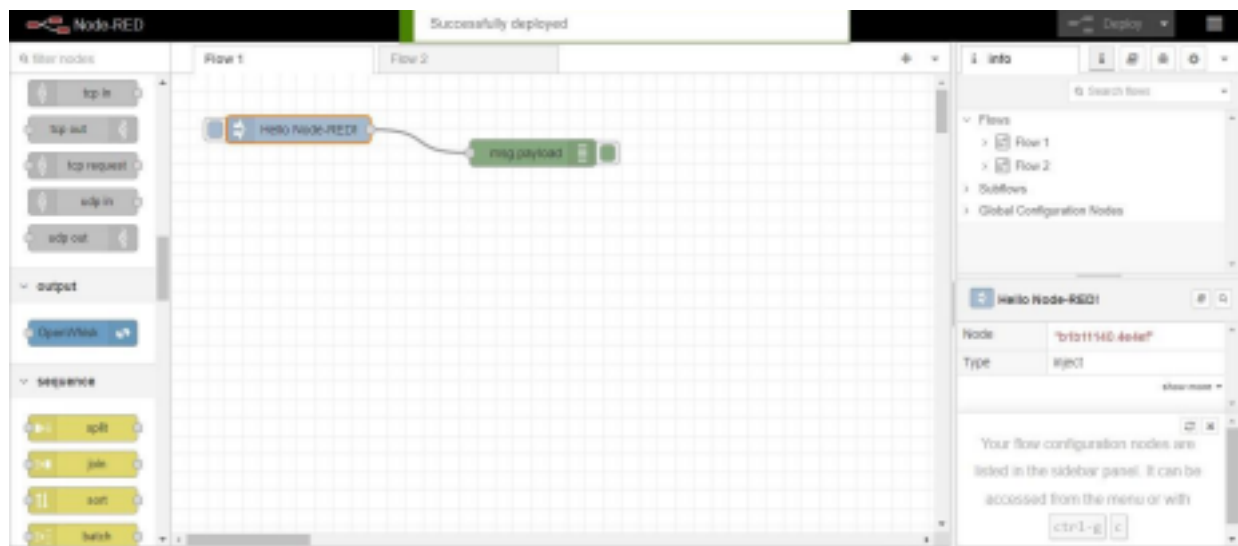 Node-RED
Successfully deployed
Deploy
filter nodes
Flow 1
Flow 2
info
tcp in
tcp out
tcp request
udp in
udp out
output
OpenWhisk
sequence
split
join
sort
batch
Hello Node-RED!
msg.payload
Search flows
Flows
Flow 1
Flow 2
Subflows
Global Configuration Nodes
Hello Node-RED!
Node
Type inject
show more
Your flow configuration nodes are
listed in the sidebar panel. It can be
accessed from the menu or with
ctrl-g c